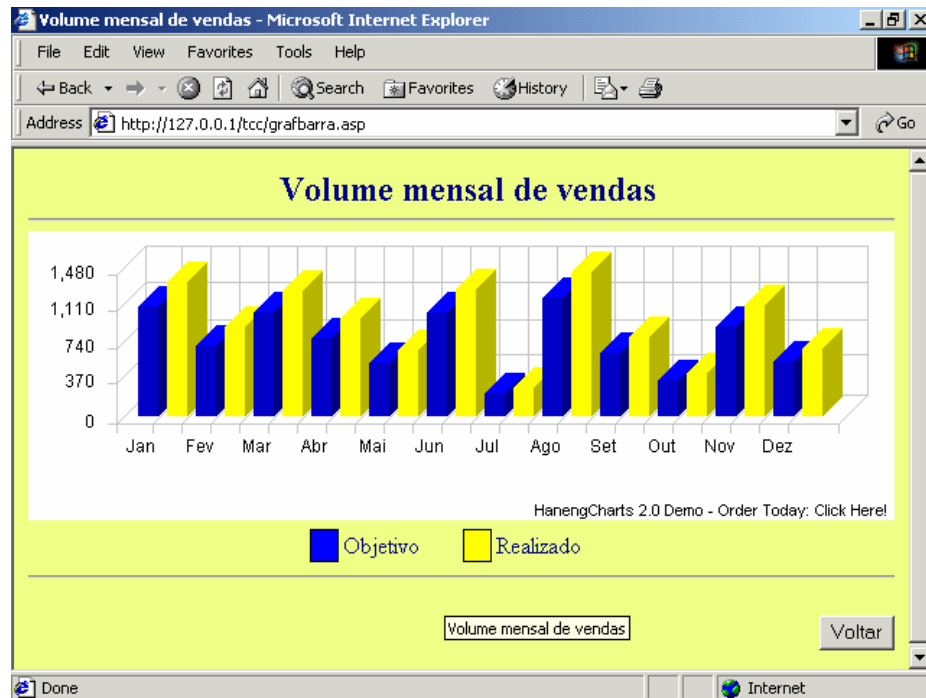 Volume mensal de vendas - Microsoft Internet Explorer
File Edit View Favorites Tools Help
Back Search Favorites History
Address http://127.0.0.1/tcc/grafbarra.asp Go
Volume mensal de vendas
1,480
1,110
740
370
0
Jan Fev Mar Abr Mai Jun Jul Ago Set Out Nov Dez
HanengCharts 2.0 Demo - Order Today: Click Here!
Objetivo Realizado
Volume mensal de vendas
Voltar
Done Internet